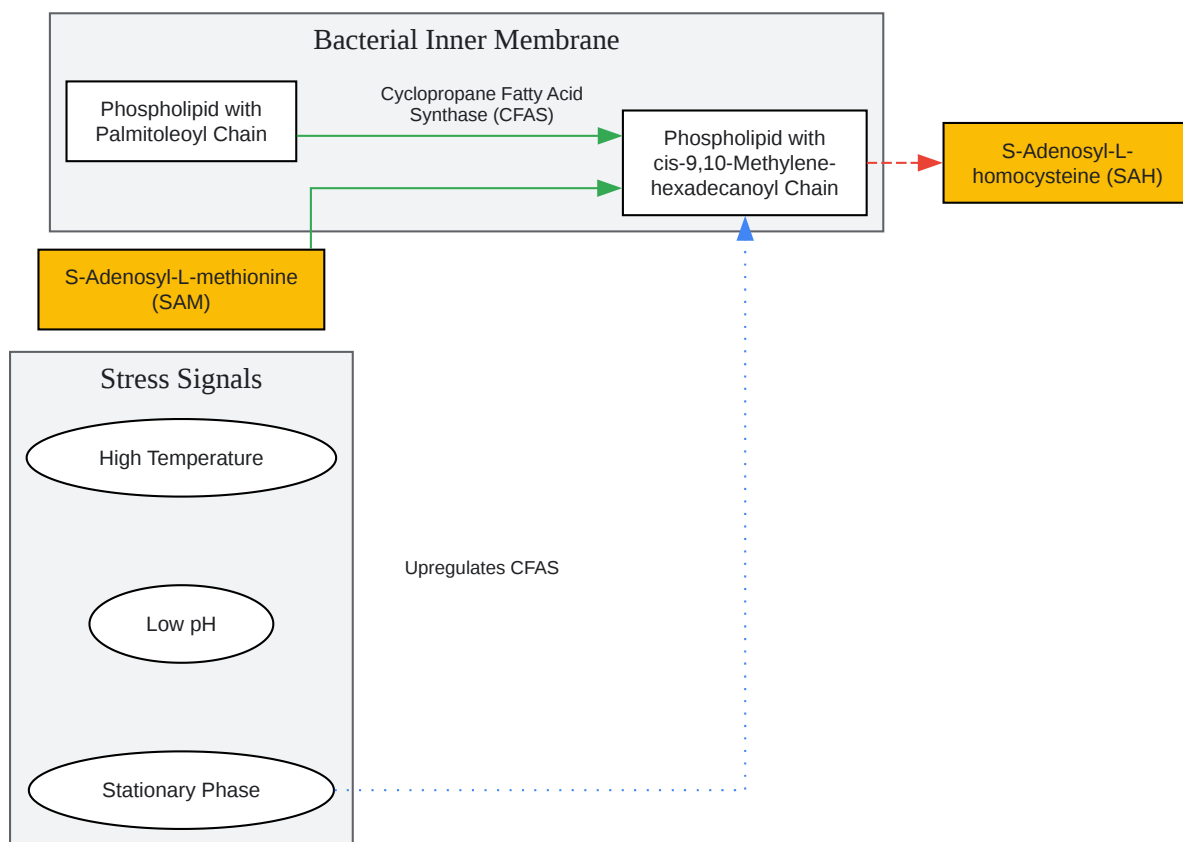 Bacterial Inner Membrane
Phospholipid with
Palmitoleoyl Chain
Cyclopropane Fatty Acid
Synthase (CFAS)
Phospholipid with
cis-9,10-Methylene-
hexadecanoyl Chain
S-Adenosyl-L-
homocysteine (SAH)
S-Adenosyl-L-methionine
(SAM)
Stress Signals
High Temperature
Upregulates CFAS
Low pH
Stationary Phase